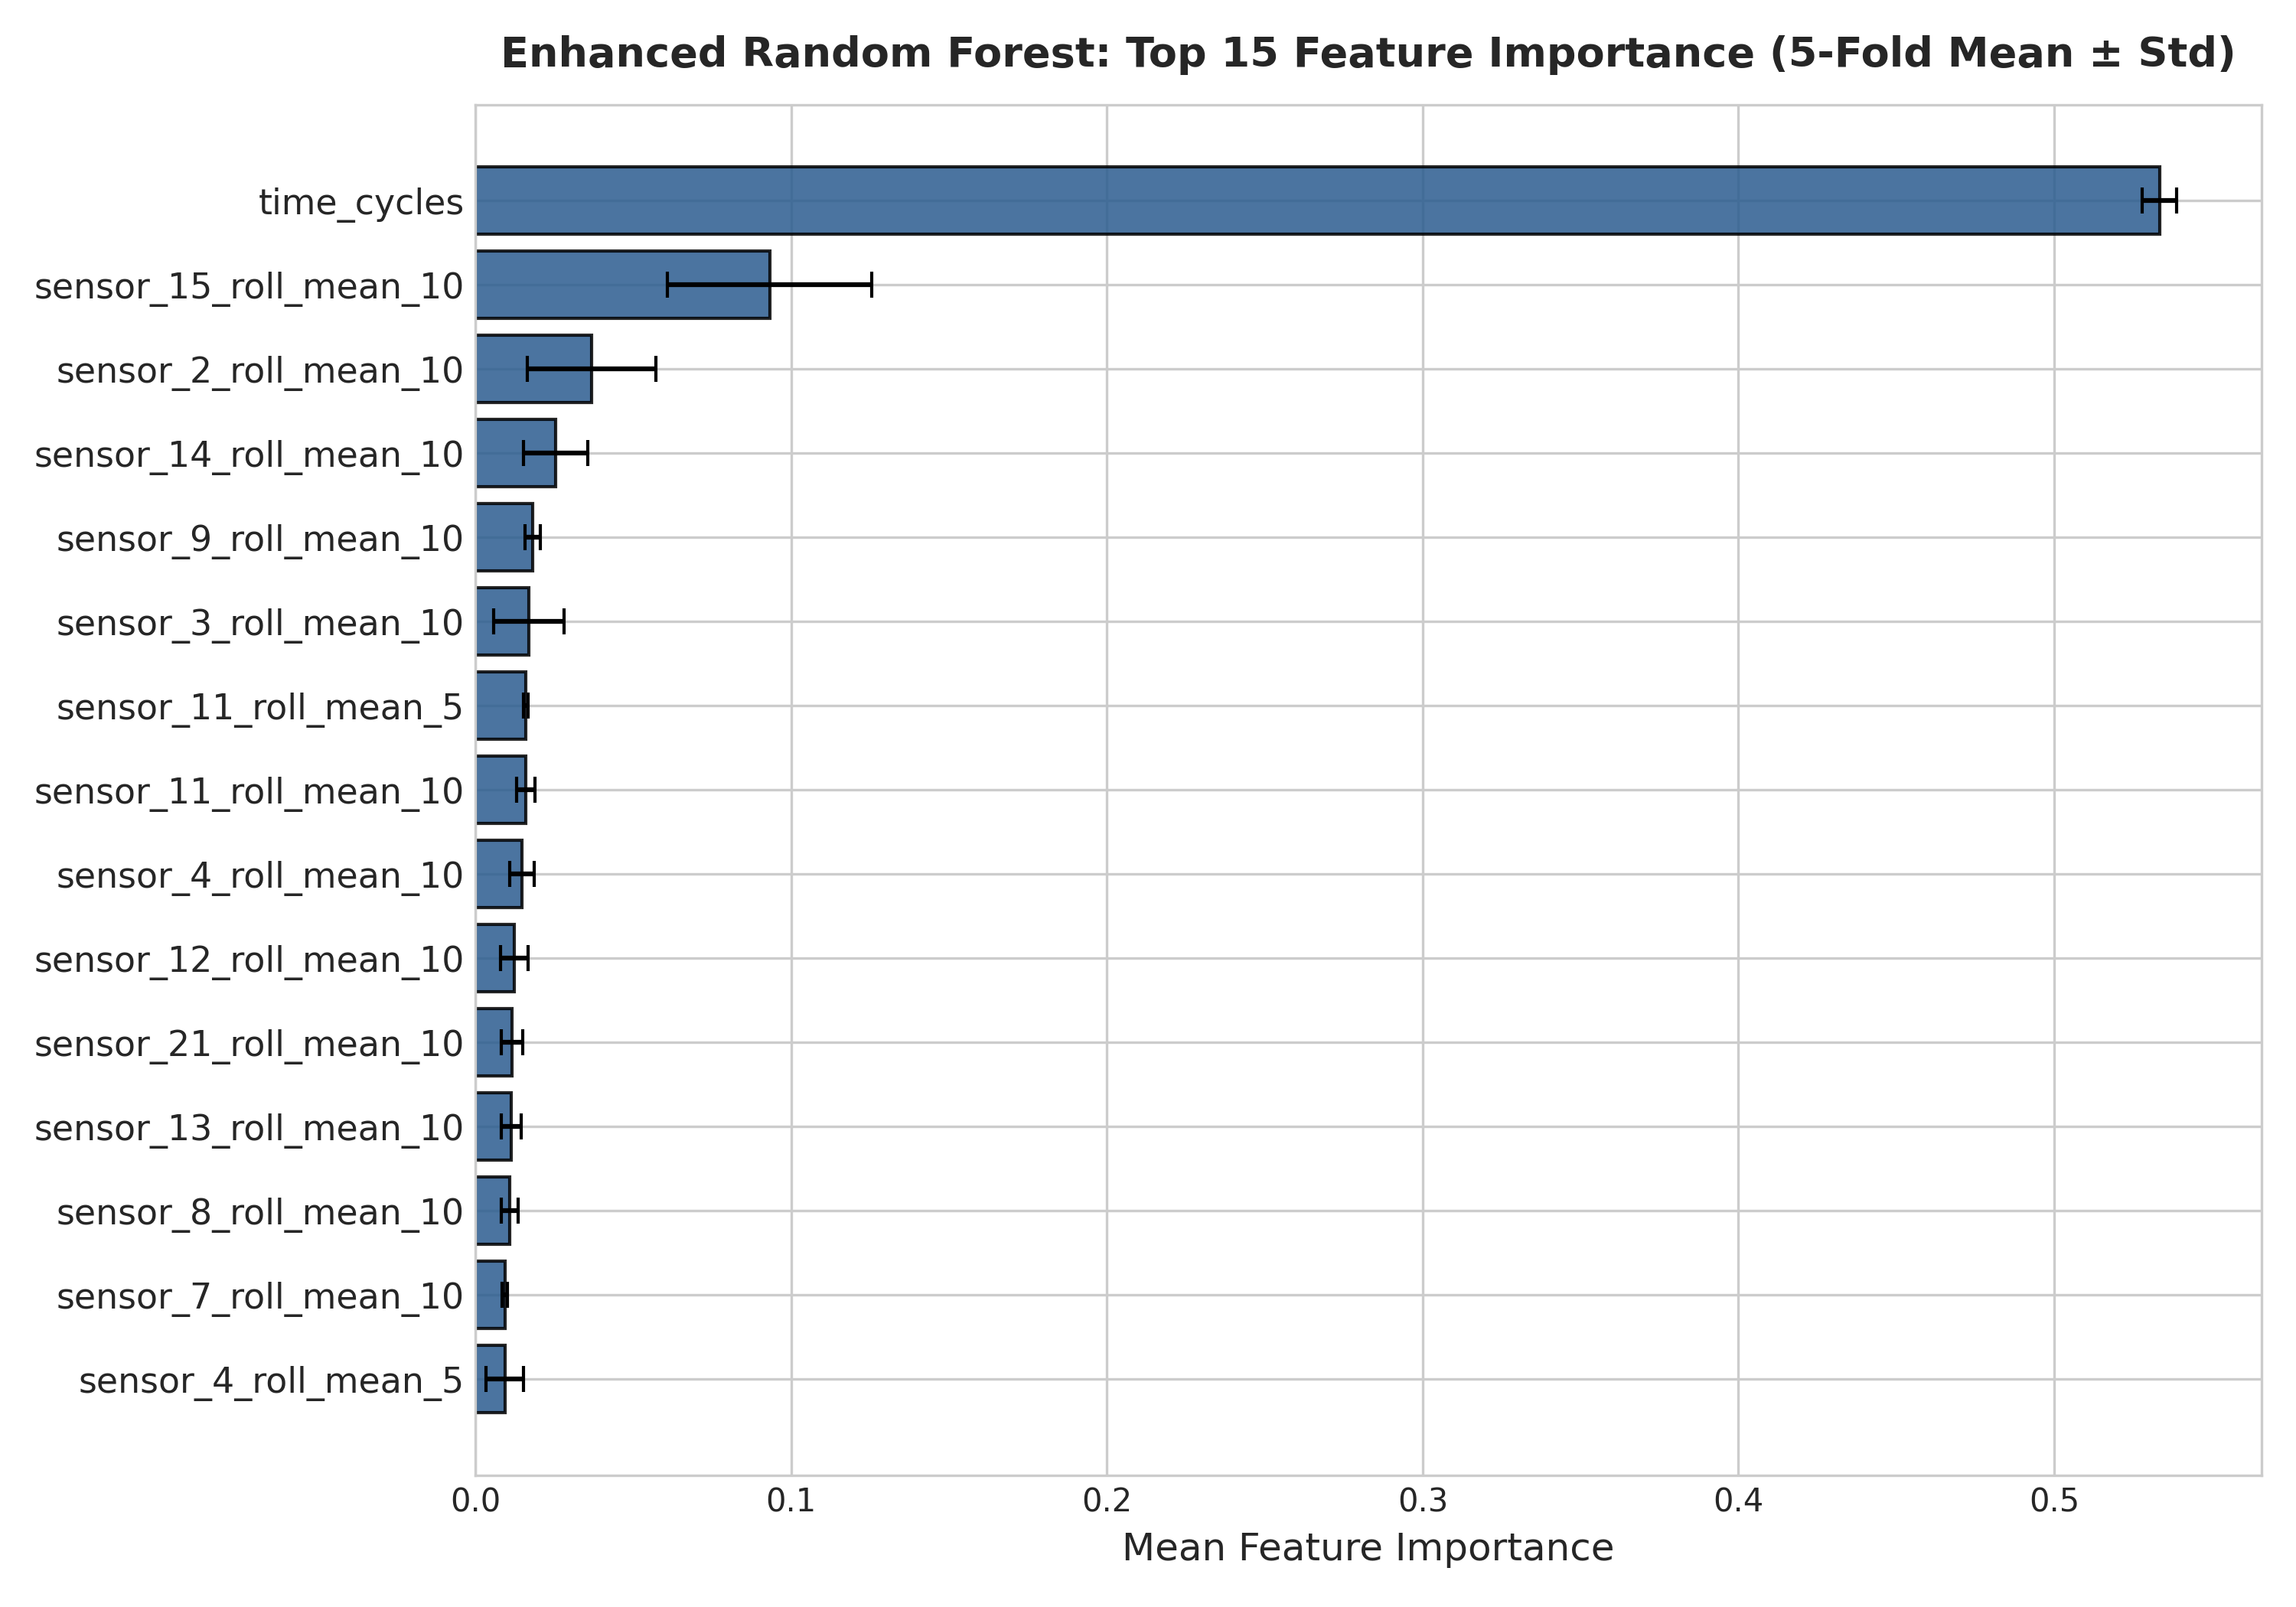 Enhanced Random Forest: Top 15 Feature Importance (5-Fold Mean ± Std)
time_cycles
sensor_15_roll_mean_10
sensor_2_roll_mean_10
sensor_14_roll_mean_10
sensor_9_roll_mean_10
sensor_3_roll_mean_10
sensor_11_roll_mean_5
sensor_11_roll_mean_10
sensor_4_roll_mean_10
sensor_12_roll_mean_10
sensor_21_roll_mean_10
sensor_13_roll_mean_10
sensor_8_roll_mean_10
sensor_7_roll_mean_10
sensor_4_roll_mean_5
0.0 0.1 0.2 0.3 0.4 0.5
Mean Feature Importance